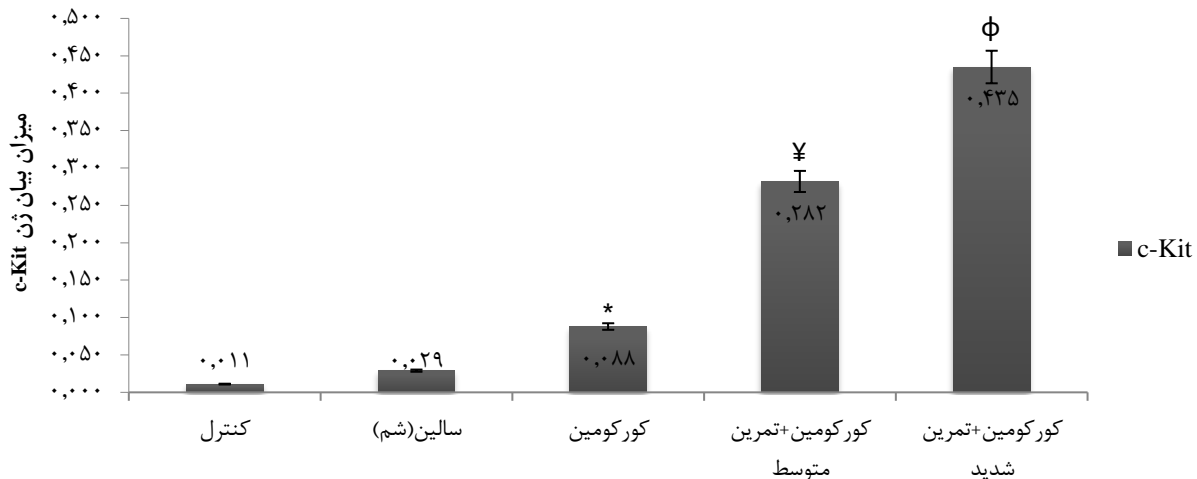 ۰,۵۰۰
۰,۴۵۰
۰,۴۰۰
۰,۳۵۰
۰,۳۰۰
۰,۲۵۰
۰,۲۰۰
۰,۱۵۰
۰,۱۰۰
۰,۰۵۰
۰,۰۰۰
میزان بیان ژن
c-Kit
۰,۰۱۱
۰,۰۲۹
*
۰,۰۸۸
¥
۰,۲۸۲
ϕ
۰,۴۳۵
کنترل
سالین(شم)
کورکومین
کورکومین+تمرین
متوسط
کورکومین+تمرین
شدید
c-Kit